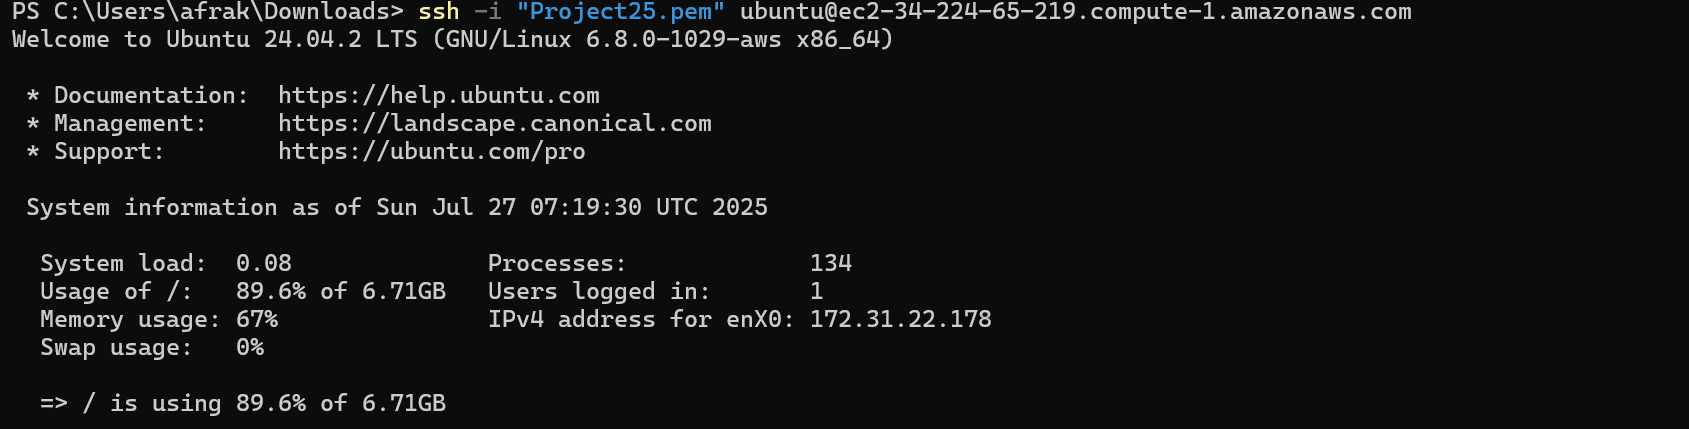 PS C:\Users\afrak\Downloads> ssh -i "Project25.pem" ubuntu@ec2-34-224-65-219.compute-1.amazonaws.com
Welcome to Ubuntu 24.04.2 LTS (GNU/Linux 6.8.0-1029-aws x86_64)

 * Documentation:  https://help.ubuntu.com
 * Management:     https://landscape.canonical.com
 * Support:        https://ubuntu.com/pro

 System information as of Sun Jul 27 07:19:30 UTC 2025

  System load:  0.08              Processes:             134
  Usage of /:   89.6% of 6.71GB   Users logged in:       1
  Memory usage: 67%               IPv4 address for enX0: 172.31.22.178
  Swap usage:   0%

  => / is using 89.6% of 6.71GB